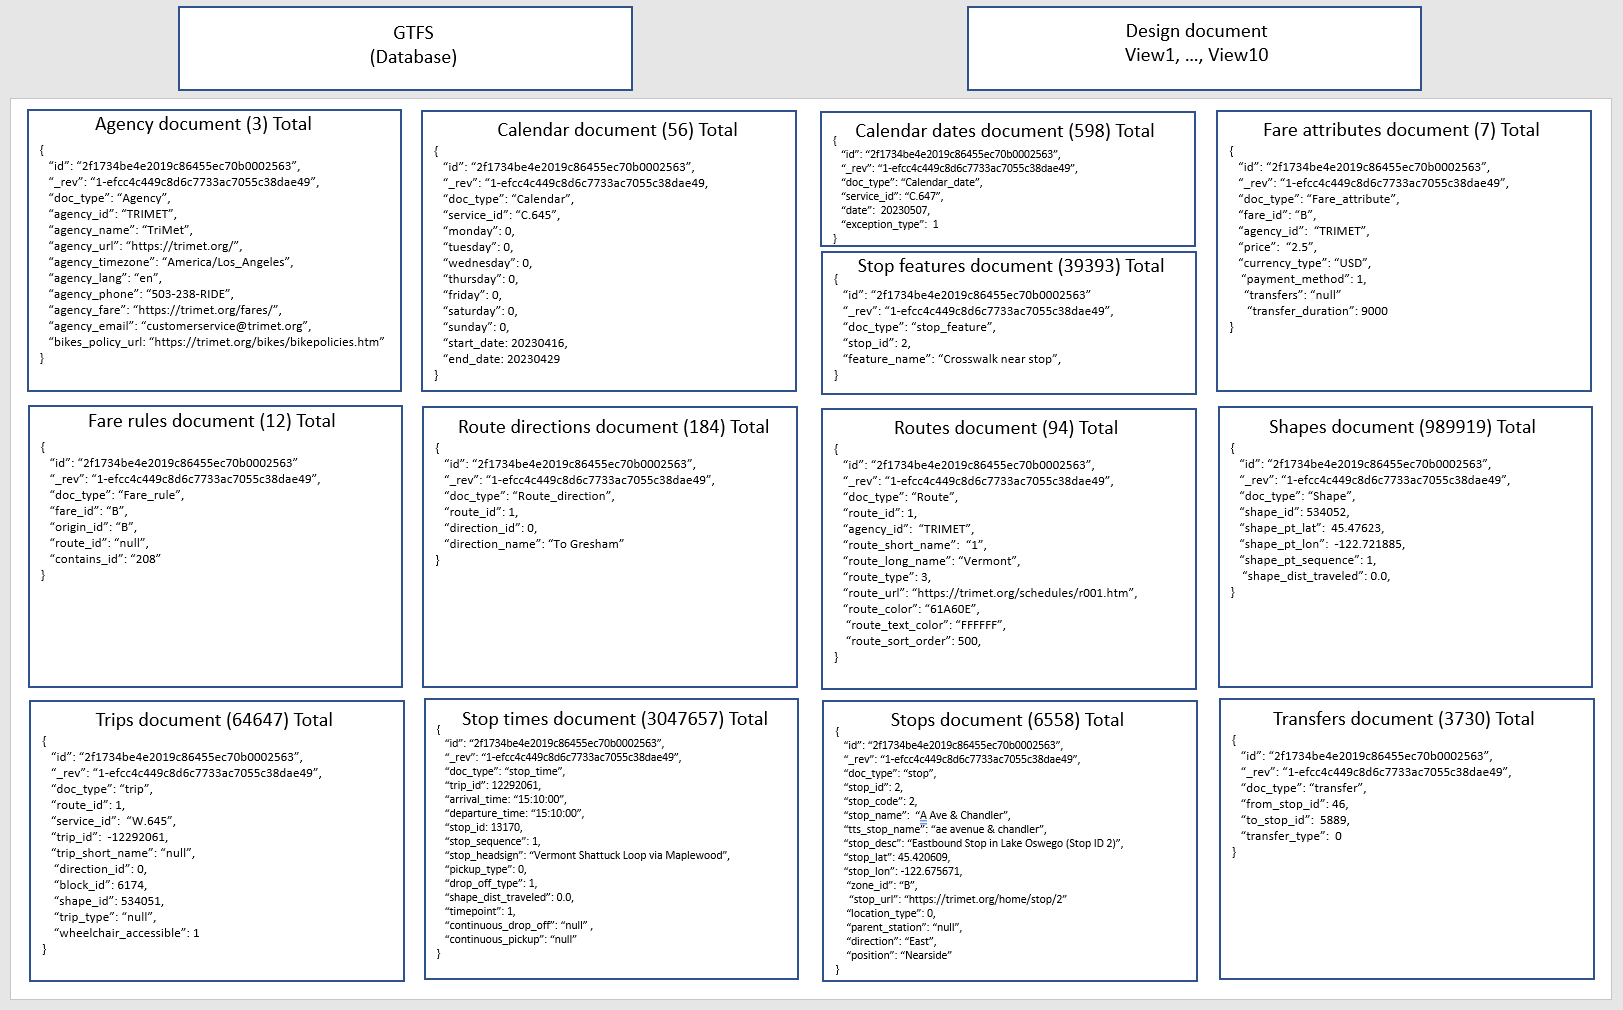 GTFS
(Database)
Design document
View1, ..., View10
Agency document (3) Total
{
“id”: “2f1734be4e2019c86455ec70b0002563”,
“_rev”: “1-efcc4c449c8d6c7733ac7055c38dae49”,
“doc_type”: “Agency”,
“agency_id”: “TRIMET”,
“agency_name”: “TriMet”,
“agency_url”: “https://trimet.org/”,
“agency_timezone”: “America/Los_Angeles”,
“agency_lang”: “en”,
“agency_phone”: “503-238-RIDE”,
“agency_fare”: “https://trimet.org/fares/”,
“agency_email”: “customerservice@trimet.org”,
“bikes_policy_url: “https://trimet.org/bikes/bikepolicies.htm”
}
Calendar document (56) Total
{
“id”: “2f1734be4e2019c86455ec70b0002563”,
“_rev”: “1-efcc4c449c8d6c7733ac7055c38dae49,
“doc_type”: “Calendar”,
“service_id”: “C.645”,
“monday”: 0,
“tuesday”: 0,
“wednesday”: 0,
“thursday”: 0,
“friday”: 0,
“saturday”: 0,
“sunday”: 0,
“start_date: 20230416,
“end_date: 20230429
}
Calendar dates document (598) Total
{
“id”: “2f1734be4e2019c86455ec70b0002563”,
“_rev”: “1-efcc4c449c8d6c7733ac7055c38dae49”,
“doc_type”: “Calendar_date”,
“service_id”: “C.647”,
“date”: 20230507,
“exception_type”: 1
}
Stop features document (39393) Total
{
“id”: “2f1734be4e2019c86455ec70b0002563”
“_rev”: “1-efcc4c449c8d6c7733ac7055c38dae49”,
“doc_type”: “stop_feature”,
“stop_id”: 2,
“feature_name”: “Crosswalk near stop”,
}
Fare attributes document (7) Total
{
“id”: “2f1734be4e2019c86455ec70b0002563”,
“_rev”: “1-efcc4c449c8d6c7733ac7055c38dae49”,
“doc_type”: “Fare_attribute”,
“fare_id”: “B”,
“agency_id”: “TRIMET”,
“price”: “2.5”,
“currency_type”: “USD”,
“payment_method”: 1,
“transfers”: “null”
“transfer_duration”: 9000
}
Fare rules document (12) Total
{
“id”: “2f1734be4e2019c86455ec70b0002563”
“_rev”: “1-efcc4c449c8d6c7733ac7055c38dae49”,
“doc_type”: “Fare_rule”,
“fare_id”: “B”,
“origin_id”: “B”,
“route_id”: “null”,
“contains_id”: “208”
}
Route directions document (184) Total
{
“id”: “2f1734be4e2019c86455ec70b0002563”,
“_rev”: “1-efcc4c449c8d6c7733ac7055c38dae49”,
“doc_type”: “Route_direction”,
“route_id”: 1,
“direction_id”: 0,
“direction_name”: “To Gresham”
}
Routes document (94) Total
{
“id”: “2f1734be4e2019c86455ec70b0002563”,
“_rev”: “1-efcc4c449c8d6c7733ac7055c38dae49”,
“doc_type”: “Route”,
“route_id”: 1,
“agency_id”: “TRIMET”,
“route_short_name”: “1”,
“route_long_name”: “Vermont”,
“route_type”: 3,
“route_url”: “https://trimet.org/schedules/r001.htm”,
“route_color”: “61A60E”,
“route_text_color”: “FFFFFF”,
“route_sort_order”: 500,
}
Shapes document (989919) Total
{
“id”: “2f1734be4e2019c86455ec70b0002563”,
“_rev”: “1-efcc4c449c8d6c7733ac7055c38dae49”,
“doc_type”: “Shape”,
“shape_id”: 534052,
“shape_pt_lat”: 45.47623,
“shape_pt_lon”: -122.721885,
“shape_pt_sequence”: 1,
“shape_dist_traveled”: 0.0,
}
Trips document (64647) Total
{
“id”: “2f1734be4e2019c86455ec70b0002563”,
“_rev”: “1-efcc4c449c8d6c7733ac7055c38dae49”,
“doc_type”: “trip”,
“route_id”: 1,
“service_id”: “W.645”,
“trip_id”: -12292061,
“trip_short_name”: “null”,
“direction_id”: 0,
“block_id”: 6174,
“shape_id”: 534051,
“trip_type”: “null”,
“wheelchair_accessible”: 1
}
Stop times document (3047657) Total
{
“id”: “2f1734be4e2019c86455ec70b0002563”,
“_rev”: “1-efcc4c449c8d6c7733ac7055c38dae49”,
“doc_type”: “stop_time”,
“trip_id”: 12292061,
“arrival_time: “15:10:00”,
“departure_time: “15:10:00”,
“stop_id: 13170,
“stop_sequence”: 1,
“stop_headsign”: “Vermont Shattuck Loop via Maplewood”,
“pickup_type”: 0,
“drop_off_type”: 1,
“shape_dist_traveled”: 0.0,
“timepoint”: 1,
“continuous_drop_off”: “null” ,
“continuous_pickup”: “null”
}
Stops document (6558) Total
{
“id”: “2f1734be4e2019c86455ec70b0002563”,
“_rev”: “1-efcc4c449c8d6c7733ac7055c38dae49”,
“doc_type”: “stop”,
“stop_id”: 2,
“stop_code”: 2,
“stop_name”: “A Ave & Chandler”,
“tts_stop_name”: “ae avenue & chandler”,
“stop_desc”: “Eastbound Stop in Lake Oswego (Stop ID 2)”,
“stop_lat”: 45.420609,
“stop_lon”: -122.675671,
“zone_id”: “B”,
“stop_url”: “https://trimet.org/home/stop/2”
“location_type”: 0,
“parent_station”: “null”,
“direction”: “East”,
“position”: “Nearside”
}
Transfers document (3730) Total
{
“id”: “2f1734be4e2019c86455ec70b0002563”,
“_rev”: “1-efcc4c449c8d6c7733ac7055c38dae49”,
“doc_type”: “transfer”,
“from_stop_id”: 46,
“to_stop_id”: 5889,
“transfer_type”: 0
}